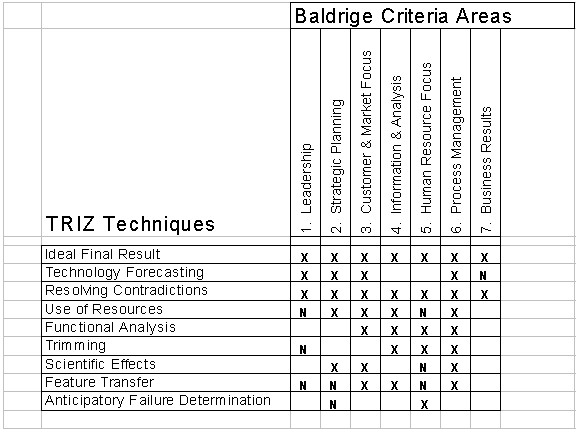 Baldrige Criteria Areas
TRIZ Techniques
1. Leadership
2. Strategic Planning
3. Customer & Market Focus
4. Information & Analysis
5. Human Resource Focus
6. Process Management
7. Business Results
Ideal Final Result X X X X X X X
Technology Forecasting X X X X N
Resolving Contradictions X X X X X X X
Use of Resources N X X X N X
Functional Analysis X X X X
Trimming N X X X
Scientific Effects X X N X
Feature Transfer N N X X N X
Anticipatory Failure Determination N X